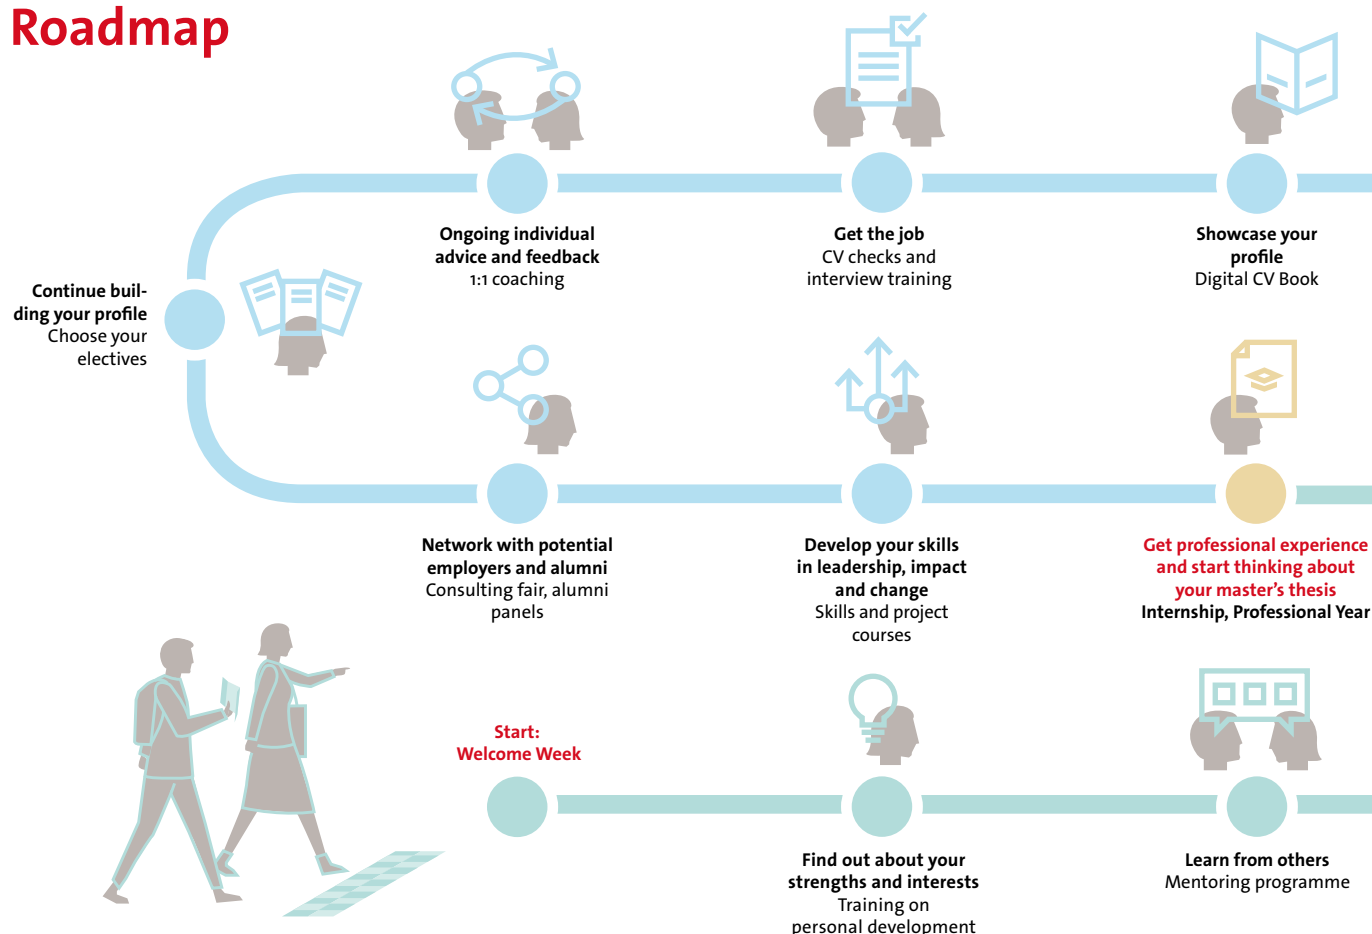 Roadmap
Ongoing individual
advice and feedback
1:1 coaching
Get the job
CV checks and
interview training
Showcase your
profile
Digital CV Book
Continue buil-
ding your profile
Choose your
electives
Network with potential
employers and alumni
Consulting fair, alumni
panels
Develop your skills
in leadership, impact
and change
Skills and project
courses
Get professional experience
and start thinking about
your master’s thesis
Internship, Professional Year
Start:
Welcome Week
Find out about your
strengths and interests
Training on
personal development
Learn from others
Mentoring programme